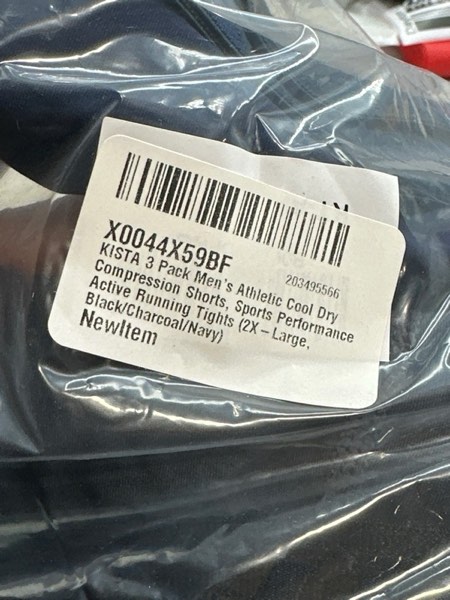 X0044X59BF
203495566
KISTA 3 Pack Men's Athletic Cool Dry
Compression Shorts, Sports Performance
Active Running Tights (2X-Large,
Black/Charcoal/Navy)
NewItem